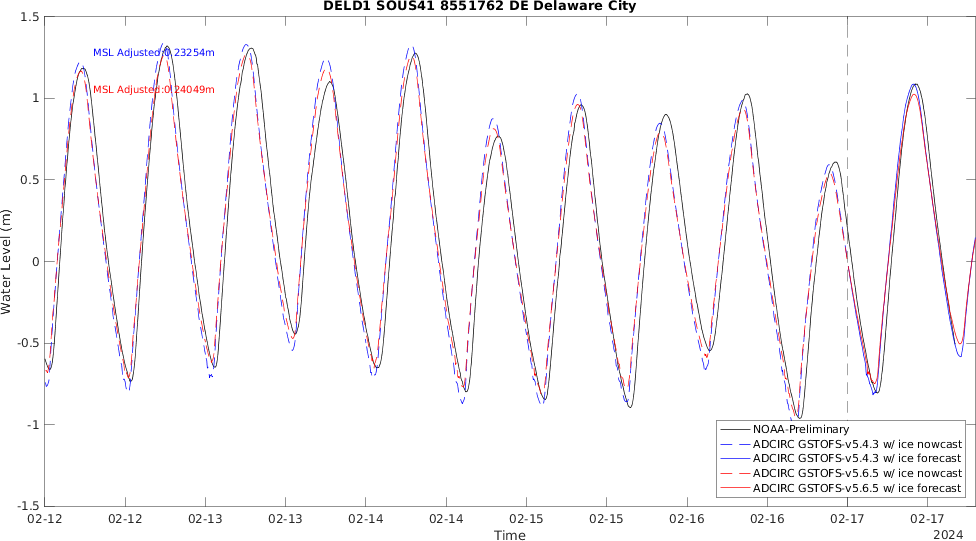 DELD1 SOUS41 8551762 DE Delaware City
1.5
1
0.5
0
-0.5
-1
-1.5
Water Level (m)
MSL Adjusted:0.23254m
MSL Adjusted:0.24049m
NOAA-Preliminary
ADCIRC GSTOFS-v5.4.3 w/ ice nowcast
ADCIRC GSTOFS-v5.4.3 w/ ice forecast
ADCIRC GSTOFS-v5.6.5 w/ ice nowcast
ADCIRC GSTOFS-v5.6.5 w/ ice forecast
02-12 02-12 02-13 02-13 02-14 02-14 02-15 02-15 02-16 02-16 02-17 02-17
2024
Time